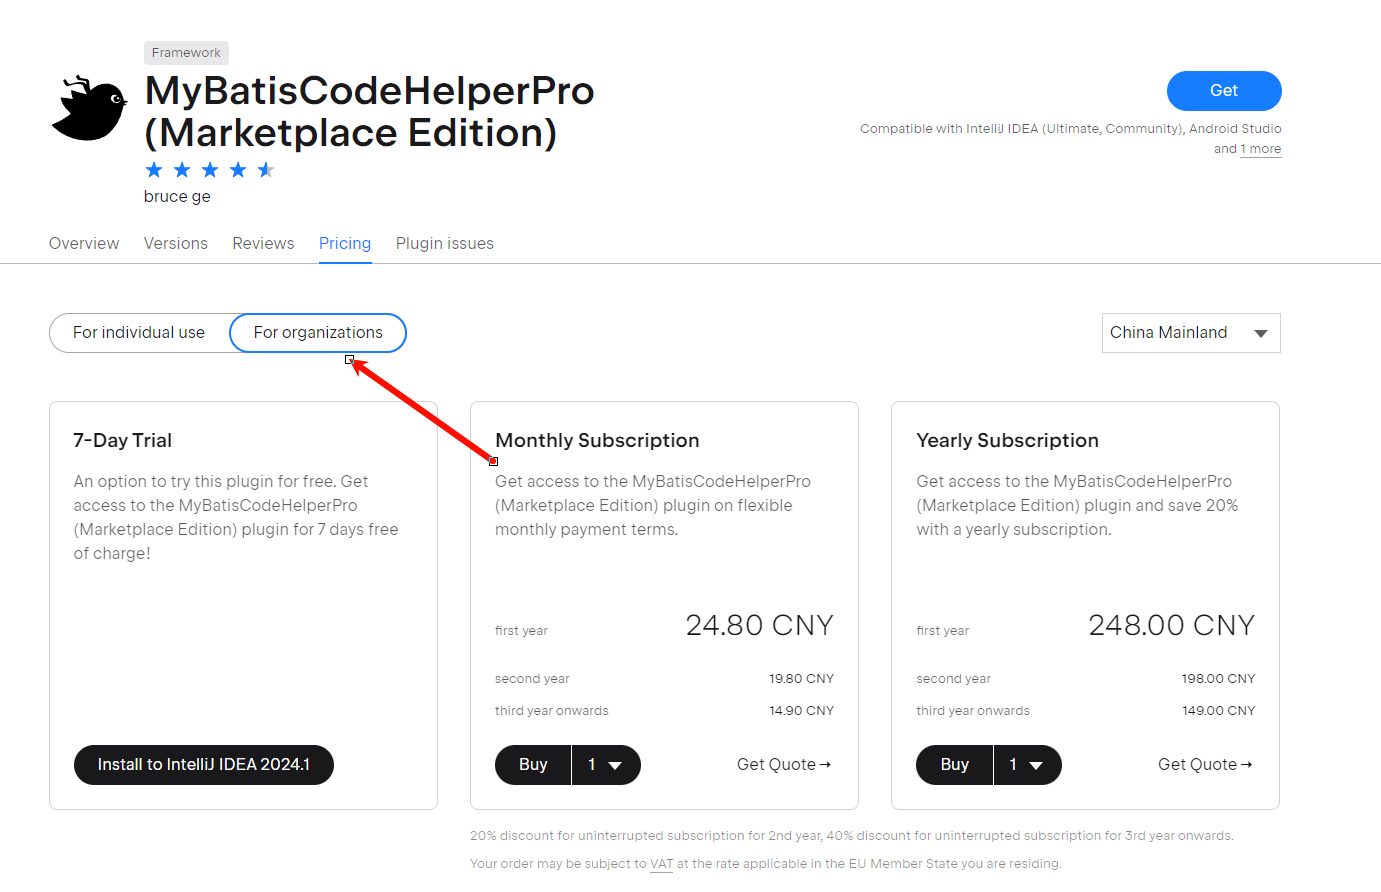 Framework
MyBatisCodeHelperPro
(Marketplace Edition)
bruce ge
Get
Compatible with IntelliJ IDEA (Ultimate, Community), Android Studio
and 1 more
Overview Versions Reviews Pricing Plugin issues
For individual use For organizations China Mainland
7-Day Trial
An option to try this plugin for free. Get
access to the MyBatisCodeHelperPro
(Marketplace Edition) plugin for 7 days free
of charge!
Install to IntelliJ IDEA 2024.1
Monthly Subscription
Get access to the MyBatisCodeHelperPro
(Marketplace Edition) plugin on flexible
monthly payment terms.
first year 24.80 CNY
second year 19.80 CNY
third year onwards 14.90 CNY
Buy 1 Get Quote→
Yearly Subscription
Get access to the MyBatisCodeHelperPro
(Marketplace Edition) plugin and save 20%
with a yearly subscription.
first year 248.00 CNY
second year 198.00 CNY
third year onwards 149.00 CNY
Buy 1 Get Quote→
20% discount for uninterrupted subscription for 2nd year, 40% discount for uninterrupted subscription for 3rd year onwards.
Your order may be subject to VAT at the rate applicable in the EU Member State you are residing.